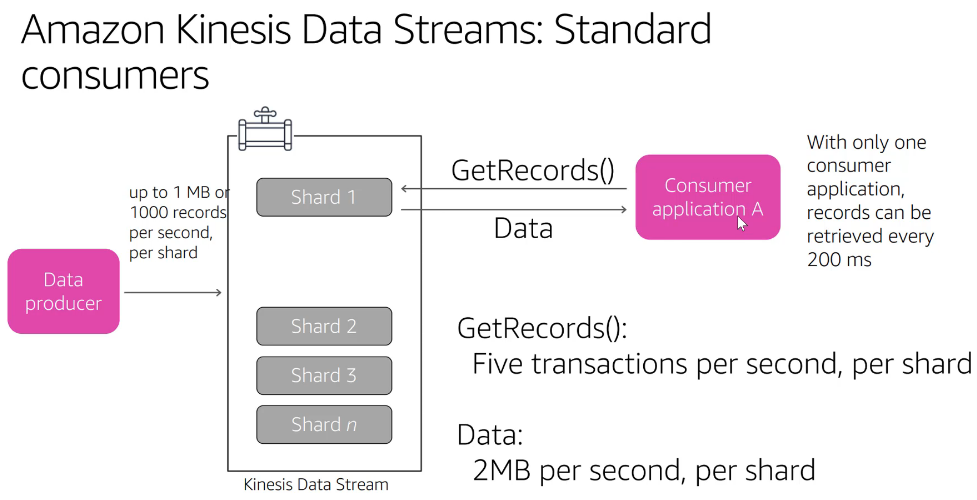 Amazon Kinesis Data Streams: Standard
consumers
up to 1 MB or
1000 records
per second,
per shard
Data
producer
Shard 1
Shard 2
Shard 3
Shard n
Kinesis Data Stream
GetRecords()
Data
Consumer
application A
With only one
consumer
application,
records can be
retrieved every
200 ms
GetRecords():
Five transactions per second, per shard
Data:
2MB per second, per shard